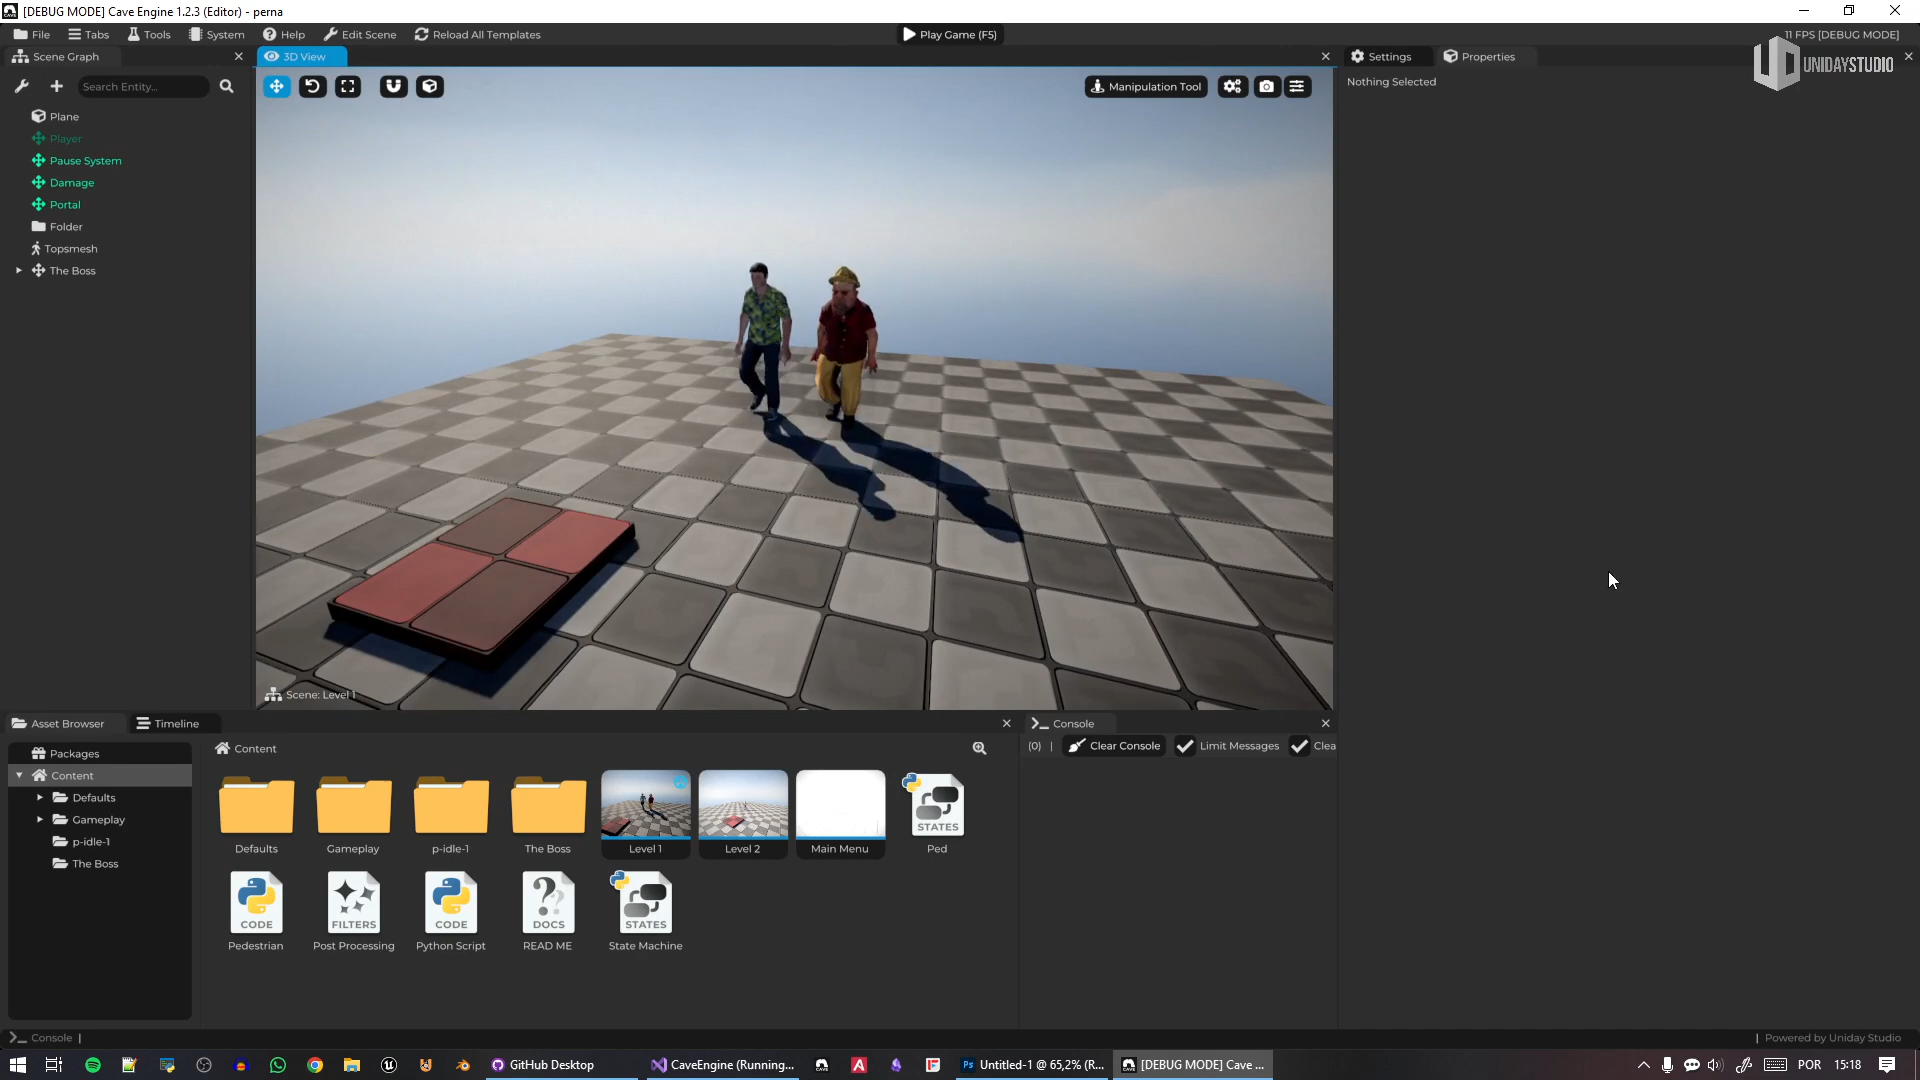 [DEBUG MODE] Cave Engine 1.2.3 (Editor) - perna
File Tabs Tools System Help Edit Scene Reload All Templates Play Game (F5) 11 FPS [DEBUG MODE]
UNIDAYSTUDIO
Scene Graph
3D View
Settings Properties
Search Entity...
Manipulation Tool
Nothing Selected
Plane
Player
Pause System
Damage
Portal
Folder
Topsmesh
The Boss
Scene: Level 1
Asset Browser Timeline
Console
Packages
Content
Defaults
Gameplay
p-idle-1
The Boss
Content
(0) | Clear Console Limit Messages Clea
STATES
Defaults Gameplay p-idle-1 The Boss Level 1 Level 2 Main Menu Ped
CODE FILTERS CODE DOCS STATES
Pedestrian Post Processing Python Script READ ME State Machine
Console |
| Powered by Uniday Studio
GitHub Desktop CaveEngine (Running... Untitled-1 @ 65,2% (R... [DEBUG MODE] Cave ... POR 15:18